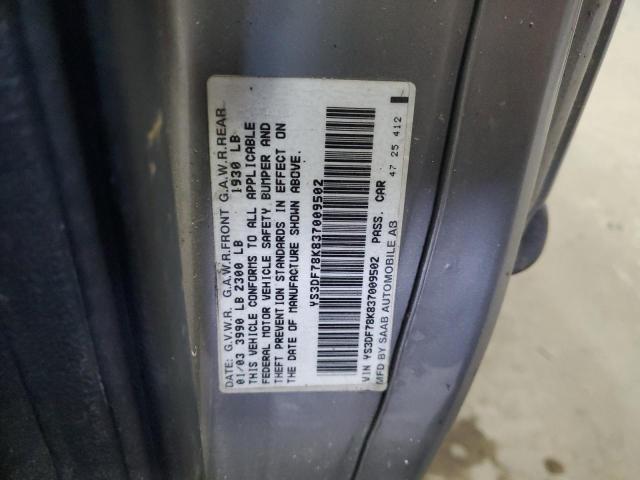 DATE: G.V.W.R. G.A.W.R.FRONT G.A.W.R.REAR
01/03 3990 LB 2300 LB 1930 LB
THIS VEHICLE CONFORMS TO ALL APPLICABLE
FEDERAL MOTOR VEHICLE SAFETY BUMPER AND
THEFT PREVENTION STANDARDS IN EFFECT ON
THE DATE OF MANUFACTURE SHOWN ABOVE.
YS3DF78K837009502
VIN YS3DF78K837009502 PASS. CAR
MFD BY SAAB AUTOMOBILE AB 47 25 412